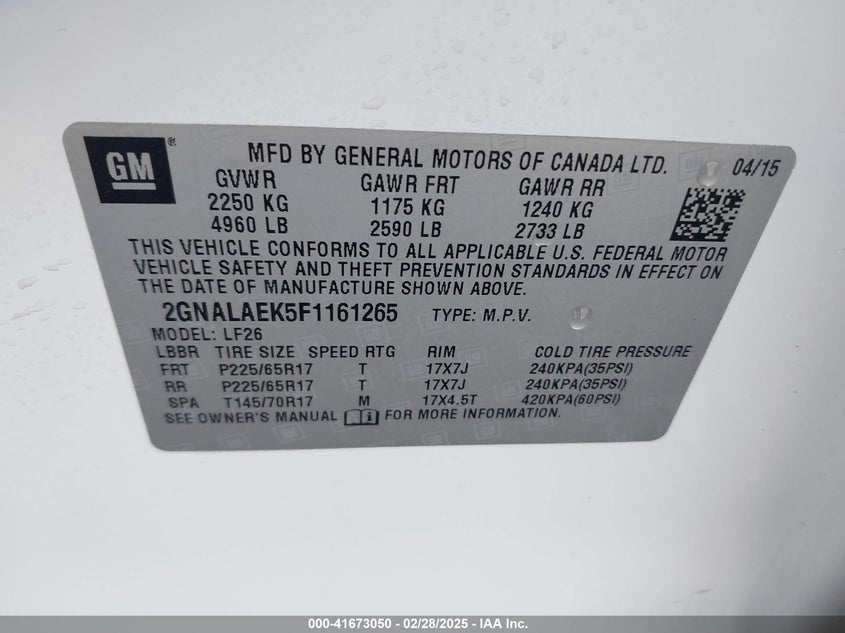 GM®
MFD BY GENERAL MOTORS OF CANADA LTD. 04/15
GVWR GAWR FRT GAWR RR
2250 KG 1175 KG 1240 KG
4960 LB 2590 LB 2733 LB
THIS VEHICLE CONFORMS TO ALL APPLICABLE U.S. FEDERAL MOTOR
VEHICLE SAFETY AND THEFT PREVENTION STANDARDS IN EFFECT ON
THE DATE OF MANUFACTURE SHOWN ABOVE.
2GNALAEK5F1161265 TYPE: M.P.V.
MODEL: LF26
LBBR TIRE SIZE SPEED RTG RIM COLD TIRE PRESSURE
FRT P225/65R17 T 17X7J 240KPA(35PSI)
RR P225/65R17 T 17X7J 240KPA(35PSI)
SPA T145/70R17 M 17X4.5T 420KPA(60PSI)
SEE OWNER'S MANUAL FOR MORE INFORMATION.
000-41673050 - 02/28/2025 - IAA Inc.